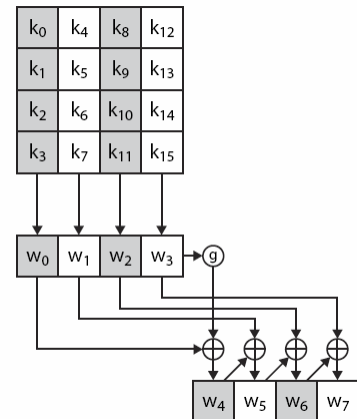 k₀ k₄ k₈ k₁₂
k₁ k₅ k₉ k₁₃
k₂ k₆ k₁₀ k₁₄
k₃ k₇ k₁₁ k₁₅
w₀ w₁ w₂ w₃ g
w₄ w₅ w₆ w₇